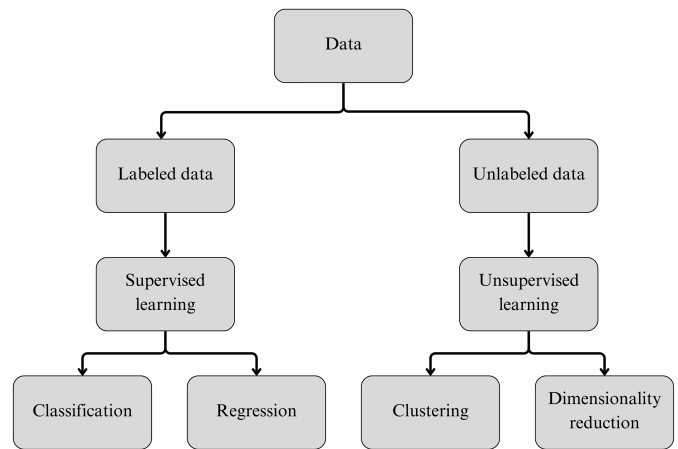 Data
Labeled data
Unlabeled data
Supervised
learning
Unsupervised
learning
Classification
Regression
Clustering
Dimensionality
reduction